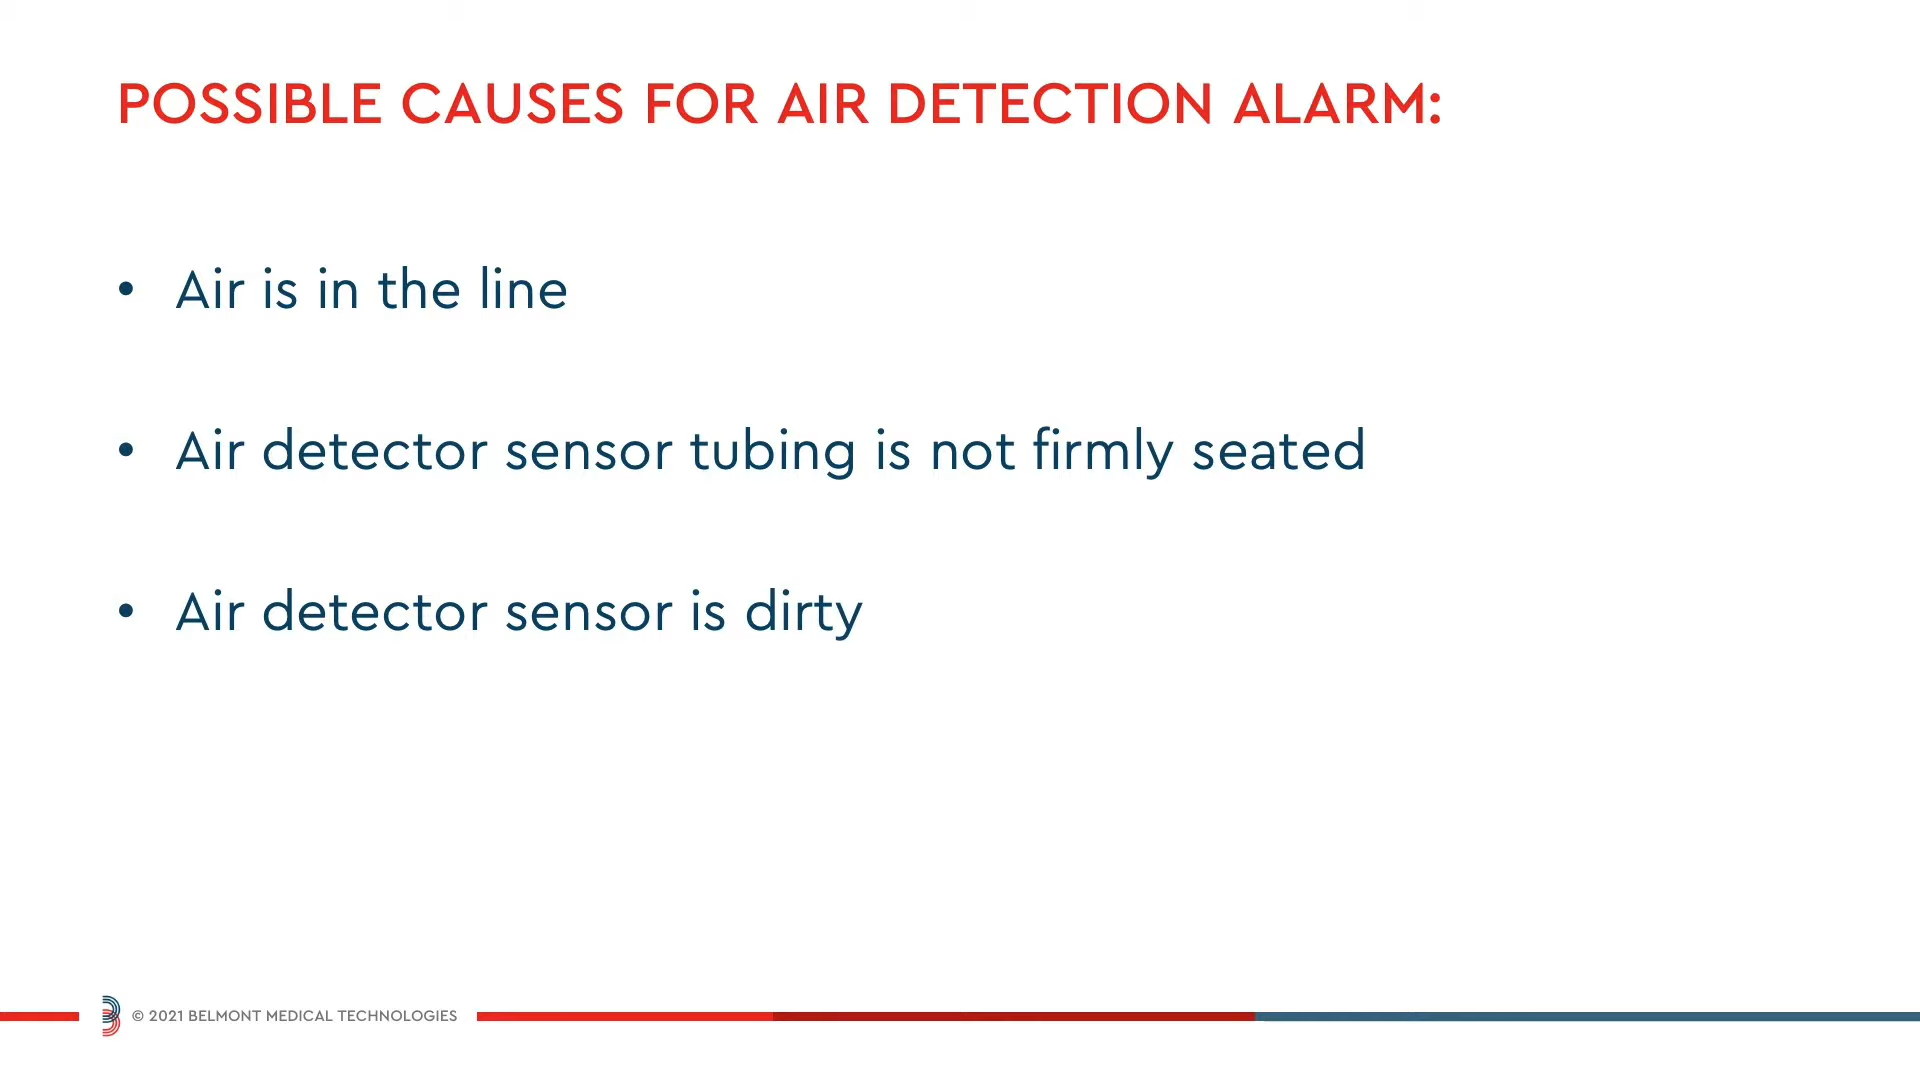 POSSIBLE CAUSES FOR AIR DETECTION ALARM:
• Air is in the line
• Air detector sensor tubing is not firmly seated
• Air detector sensor is dirty
© 2021 BELMONT MEDICAL TECHNOLOGIES